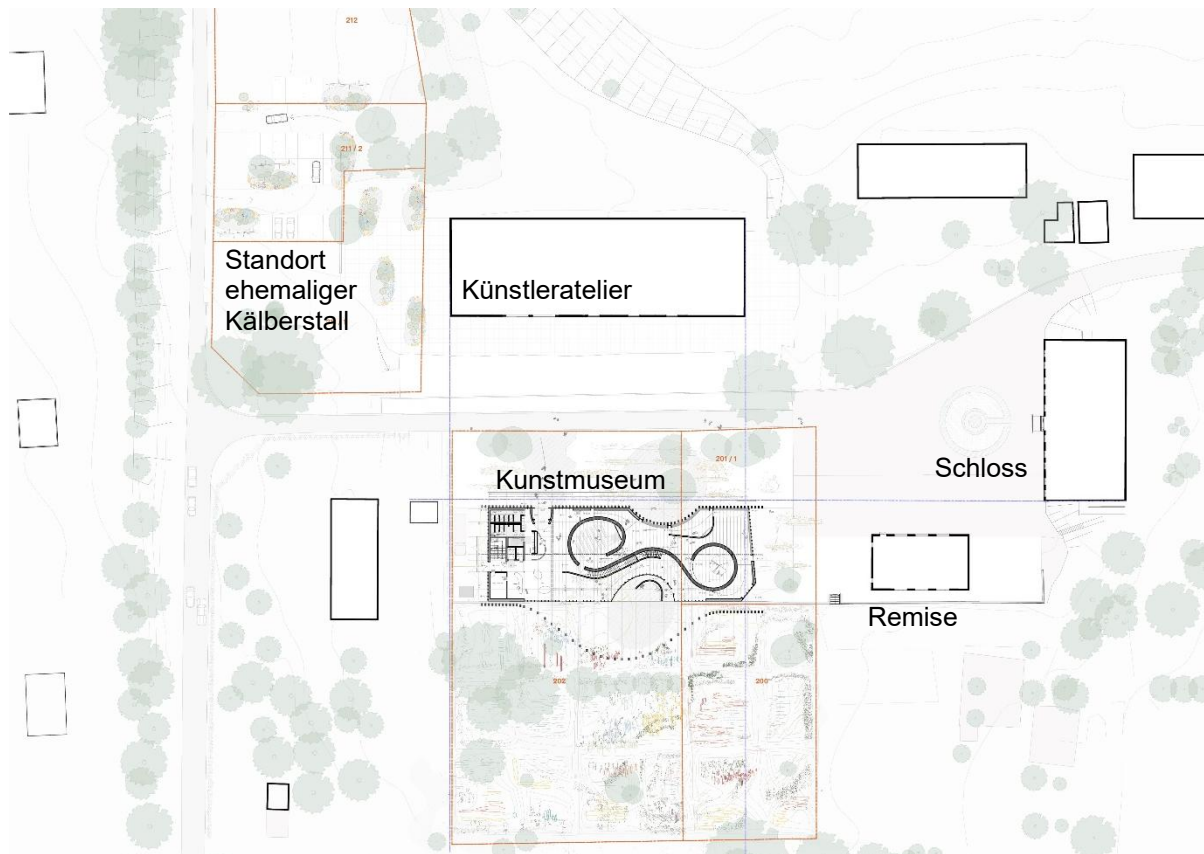 212
211 / 2
Standort
ehemaliger
Kälberstall
Künstleratelier
201 / 1
Kunstmuseum
Schloss
Remise
202
200